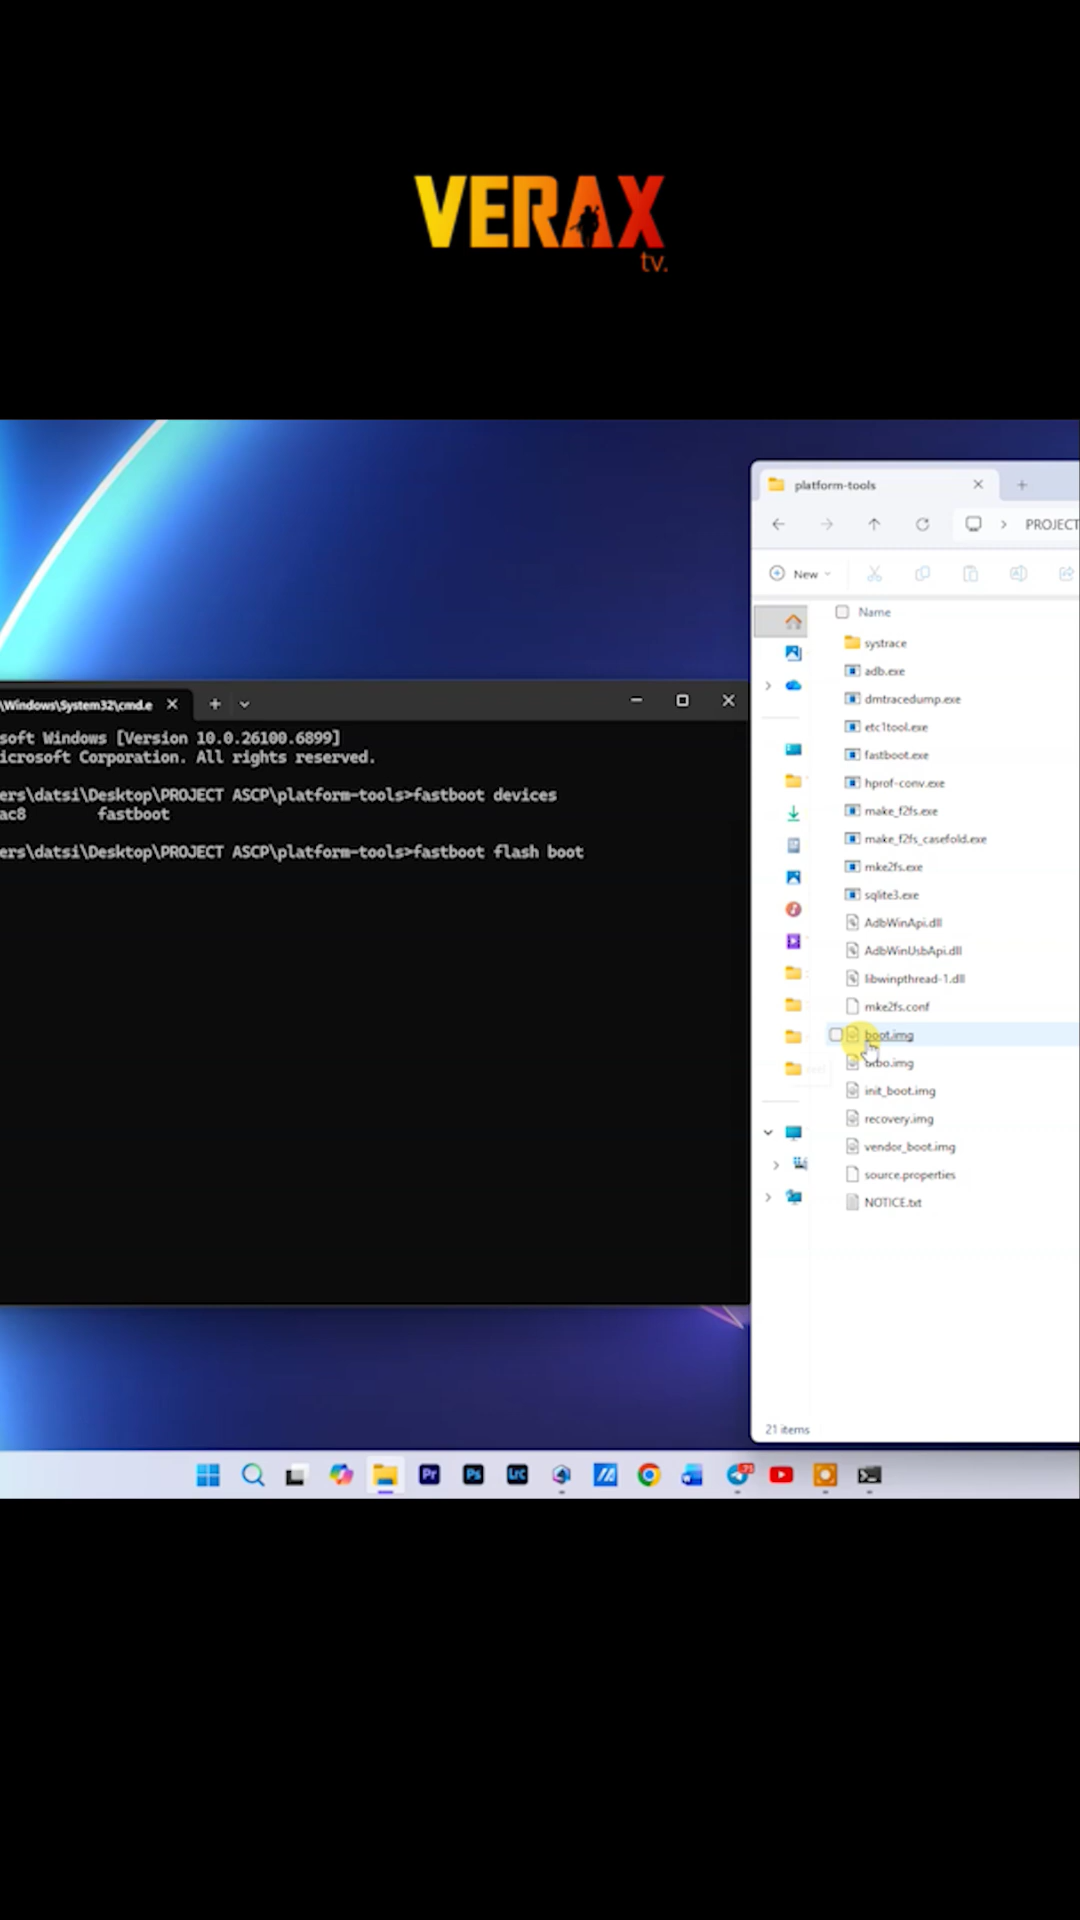 VERAX
tv.
platform-tools
PROJECT
New
Name
systrace
adb.exe
dmtracedump.exe
etc1tool.exe
fastboot.exe
hprof-conv.exe
make_f2fs.exe
make_f2fs_casefold.exe
mke2fs.exe
sqlite3.exe
AdbWinApi.dll
AdbWinUsbApi.dll
libwinpthread-1.dll
mke2fs.conf
boot.img
init_boot.img
recovery.img
vendor_boot.img
source.properties
NOTICE.txt
21 items
\Windows\System32\cmd.e
soft Windows [Version 10.0.26100.6899]
icrosoft Corporation. All rights reserved.
ers\datsi\Desktop\PROJECT ASCP\platform-tools>fastboot devices
ac8 fastboot
ers\datsi\Desktop\PROJECT ASCP\platform-tools>fastboot flash boot
Pr
Ps
LrC